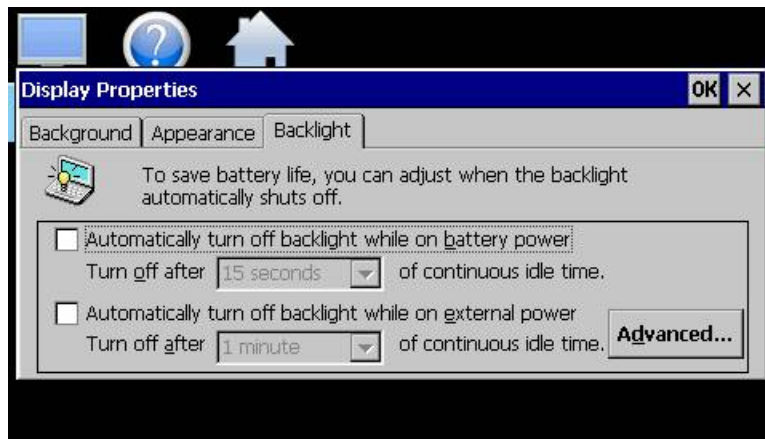 ?
Display Properties OK ×
Background Appearance Backlight
To save battery life, you can adjust when the backlight
automatically shuts off.
Automatically turn off backlight while on battery power
Turn off after 15 seconds of continuous idle time.
Automatically turn off backlight while on external power
Turn off after 1 minute of continuous idle time. Advanced...